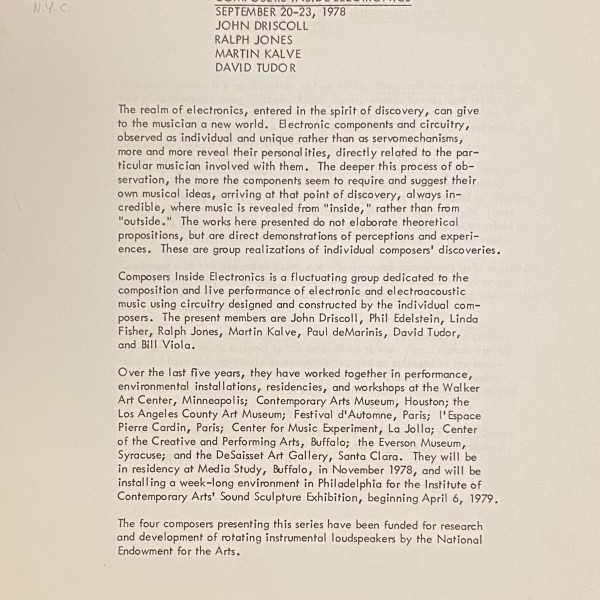 N.Y.C.
COMPOSERS INSIDE ELECTRONICS
SEPTEMBER 20-23, 1978
JOHN DRISCOLL
RALPH JONES
MARTIN KALVE
DAVID TUDOR
The realm of electronics, entered in the spirit of discovery, can give
to the musician a new world. Electronic components and circuitry,
observed as individual and unique rather than as servomechanisms,
more and more reveal their personalities, directly related to the par-
ticular musician involved with them. The deeper this process of ob-
servation, the more the components seem to require and suggest their
own musical ideas, arriving at that point of discovery, always in-
credible, where music is revealed from "inside," rather than from
"outside." The works here presented do not elaborate theoretical
propositions, but are direct demonstrations of perceptions and experi-
ences. These are group realizations of individual composers' discoveries.
Composers Inside Electronics is a fluctuating group dedicated to the
composition and live performance of electronic and electroacoustic
music using circuitry designed and constructed by the individual com-
posers. The present members are John Driscoll, Phil Edelstein, Linda
Fisher, Ralph Jones, Martin Kalve, Paul deMarinis, David Tudor,
and Bill Viola.
Over the last five years, they have worked together in performance,
environmental installations, residencies, and workshops at the Walker
Art Center, Minneapolis; Contemporary Arts Museum, Houston; the
Los Angeles County Art Museum; Festival d'Automne, Paris; l'Espace
Pierre Cardin, Paris; Center for Music Experiment, La Jolla; Center
of the Creative and Performing Arts, Buffalo; the Everson Museum,
Syracuse; and the DeSaisset Art Gallery, Santa Clara. They will be
in residency at Media Study, Buffalo, in November 1978, and will be
installing a week-long environment in Philadelphia for the Institute of
Contemporary Arts' Sound Sculpture Exhibition, beginning April 6, 1979.
The four composers presenting this series have been funded for research
and development of rotating instrumental loudspeakers by the National
Endowment for the Arts.